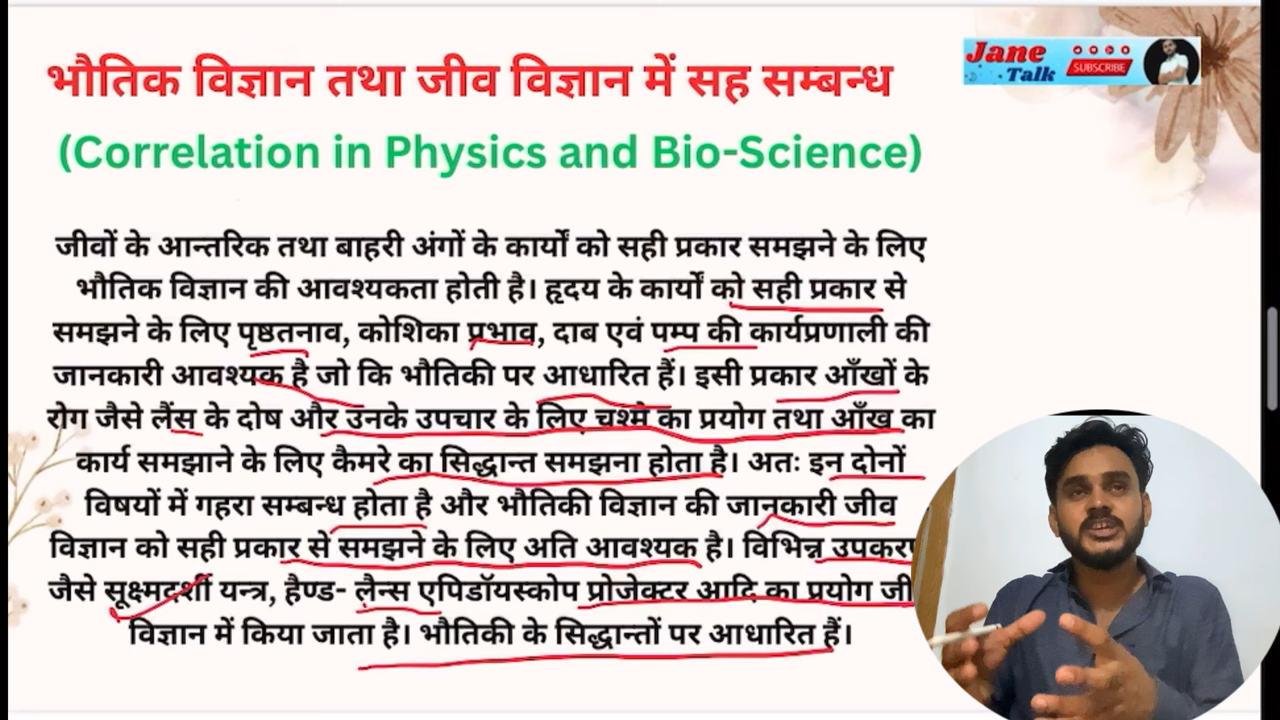 भौतिक विज्ञान तथा जीव विज्ञान में सह सम्बन्ध
Jane
Talk
SUBSCRIBE
(Correlation in Physics and Bio-Science)
जीवों के आन्तरिक तथा बाहरी अंगों के कार्यों को सही प्रकार समझने के लिए
भौतिक विज्ञान की आवश्यकता होती है। हृदय के कार्यों को सही प्रकार से
समझने के लिए पृष्ठतनाव, कोशिका प्रभाव, दाब एवं पम्प की कार्यप्रणाली की
जानकारी आवश्यक है जो कि भौतिकी पर आधारित हैं। इसी प्रकार आँखों के
रोग जैसे लैंस के दोष और उनके उपचार के लिए चश्मे का प्रयोग तथा आँख का
कार्य समझाने के लिए कैमरे का सिद्धान्त समझना होता है। अतः इन दोनों
विषयों में गहरा सम्बन्ध होता है और भौतिकी विज्ञान की जानकारी जीव
विज्ञान को सही प्रकार से समझने के लिए अति आवश्यक है। विभिन्न
जैसे सूक्ष्मदर्शी यन्त्र, हैण्ड- लैन्स एपिडॉयस्कोप प्रोजेक्टर आदि का प्रयोग
विज्ञान में किया जाता है। भौतिकी के सिद्धान्तों पर आधारित हैं।